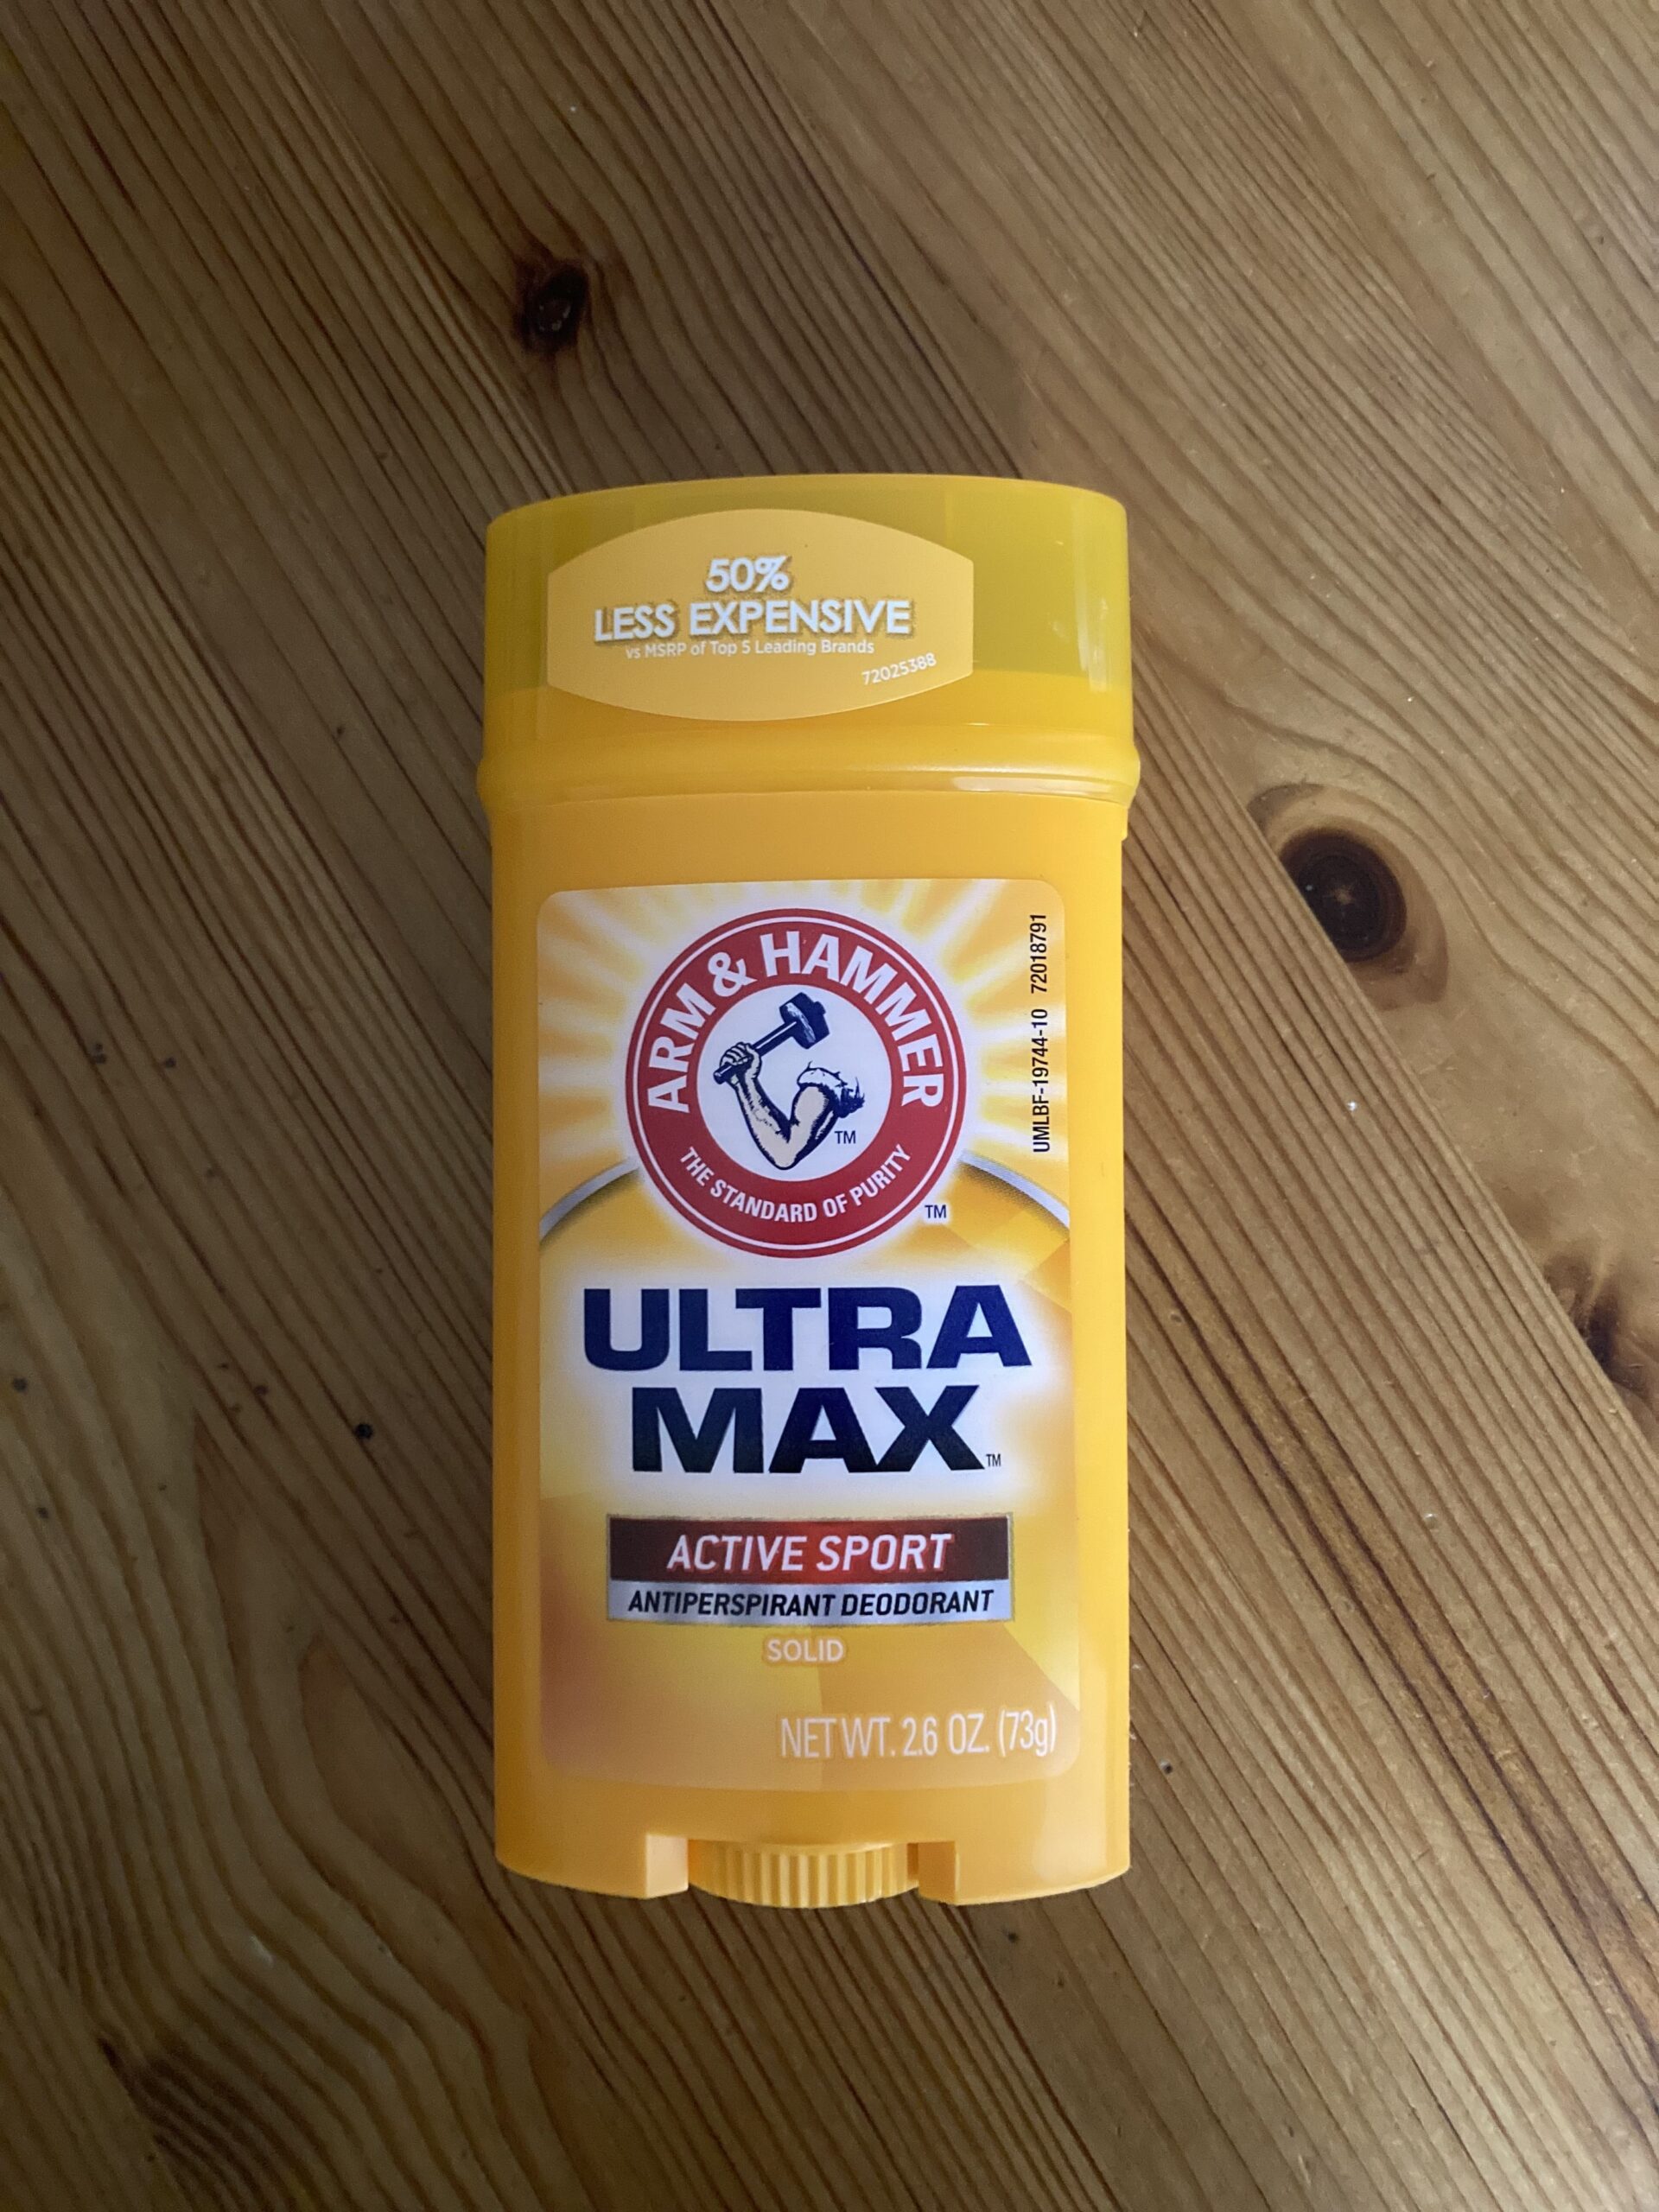 50%
LESS EXPENSIVE
vs MSRP of Top 5 Leading Brands
72025388
ARM & HAMMER
TM
THE STANDARD OF PURITY
TM
UMLBF-19744-10 72018791
ULTRA
MAX TM
ACTIVE SPORT
ANTIPERSPIRANT DEODORANT
SOLID
NET WT. 2.6 OZ. (73g)